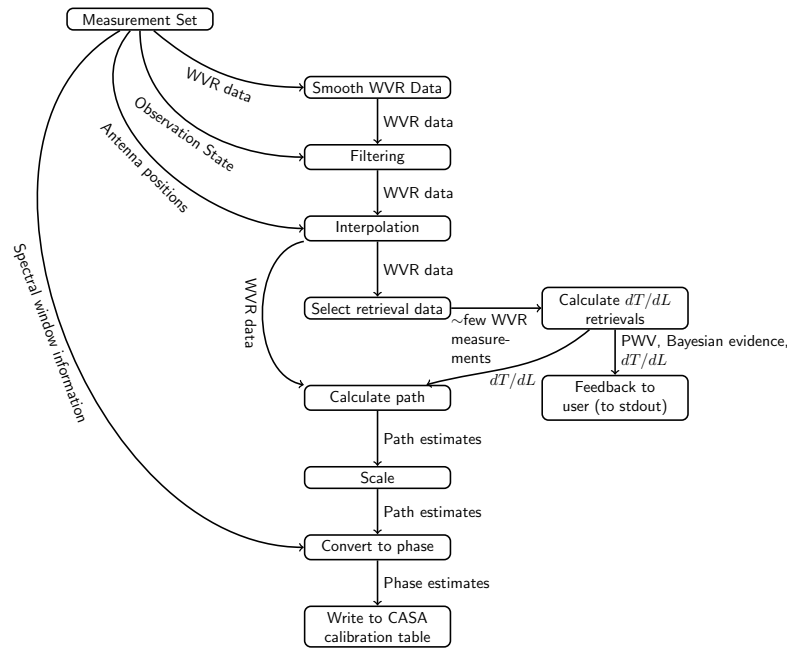 Measurement Set
WVR data
Smooth WVR Data
Observation State
WVR data
Antenna positions
Filtering
WVR data
Interpolation
Spectral window information
WVR data
WVR data
Select retrieval data
∼few WVR
measure-
ments
Calculate dT/dL
retrievals
PWV, Bayesian evidence,
dT/dL
dT/dL
Feedback to
user (to stdout)
Calculate path
Path estimates
Scale
Path estimates
Convert to phase
Phase estimates
Write to CASA
calibration table